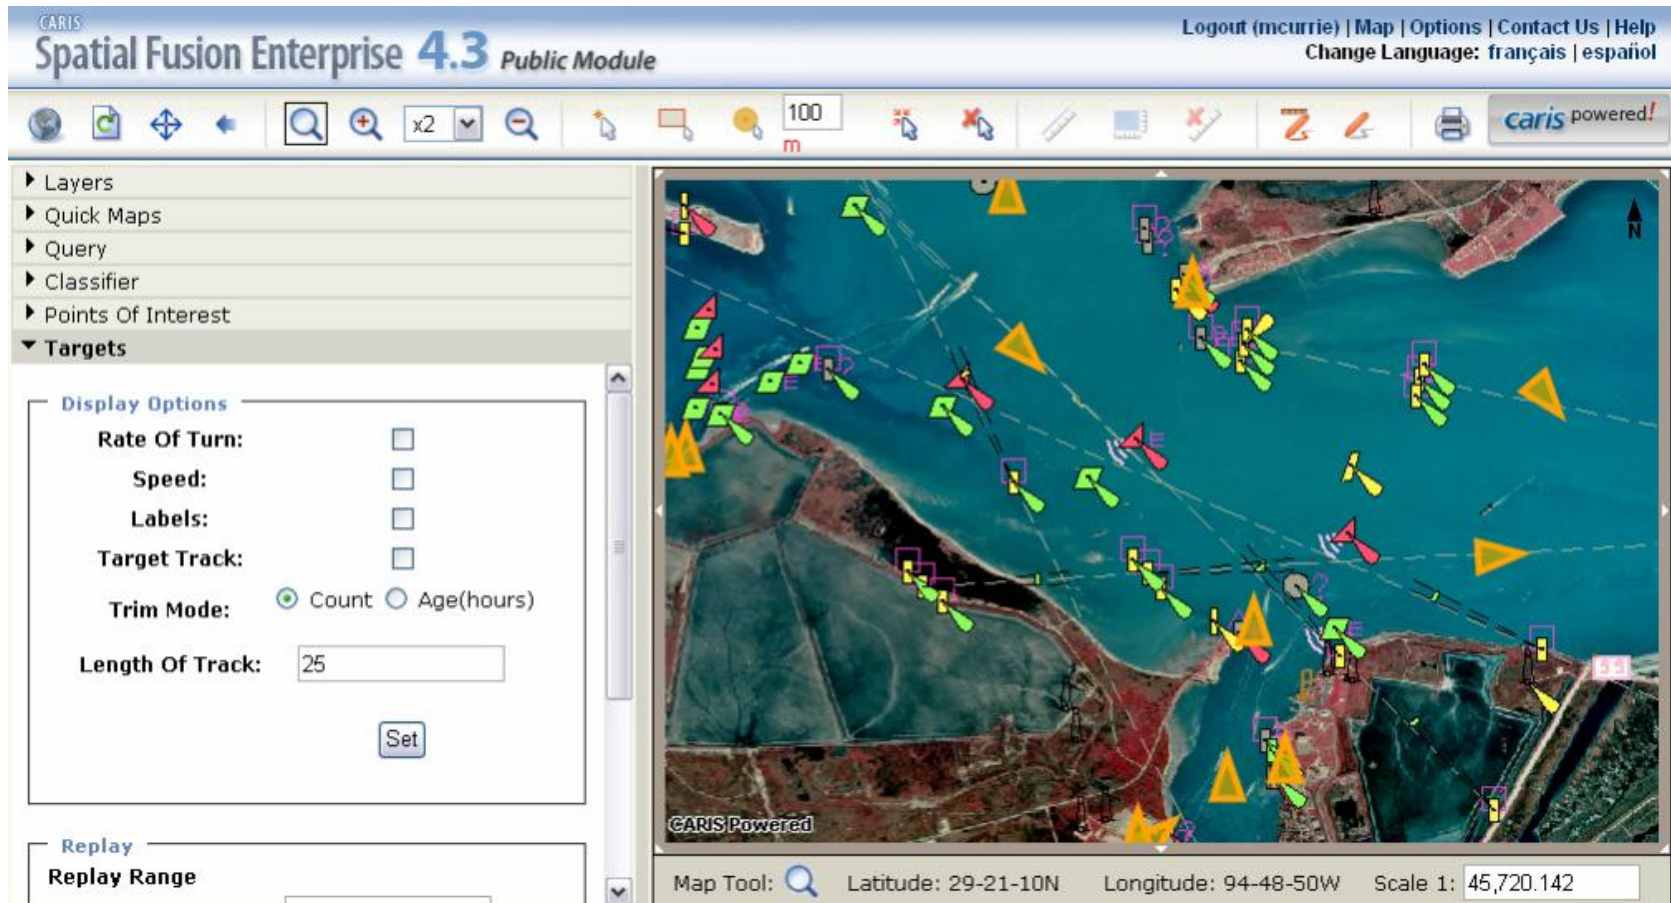 CARIS
Spatial Fusion Enterprise 4.3 Public Module
Logout (mcurrie) | Map | Options | Contact Us | Help
Change Language: français | español
x2
100
m
caris powered!
Layers
Quick Maps
Query
Classifier
Points Of Interest
Targets
Display Options
Rate Of Turn:
Speed:
Labels:
Target Track:
Trim Mode:
Count
Age(hours)
Length Of Track:
25
Set
Replay
Replay Range
N
CARIS Powered
Map Tool:
Latitude: 29-21-10N
Longitude: 94-48-50W
Scale 1: 45,720.142